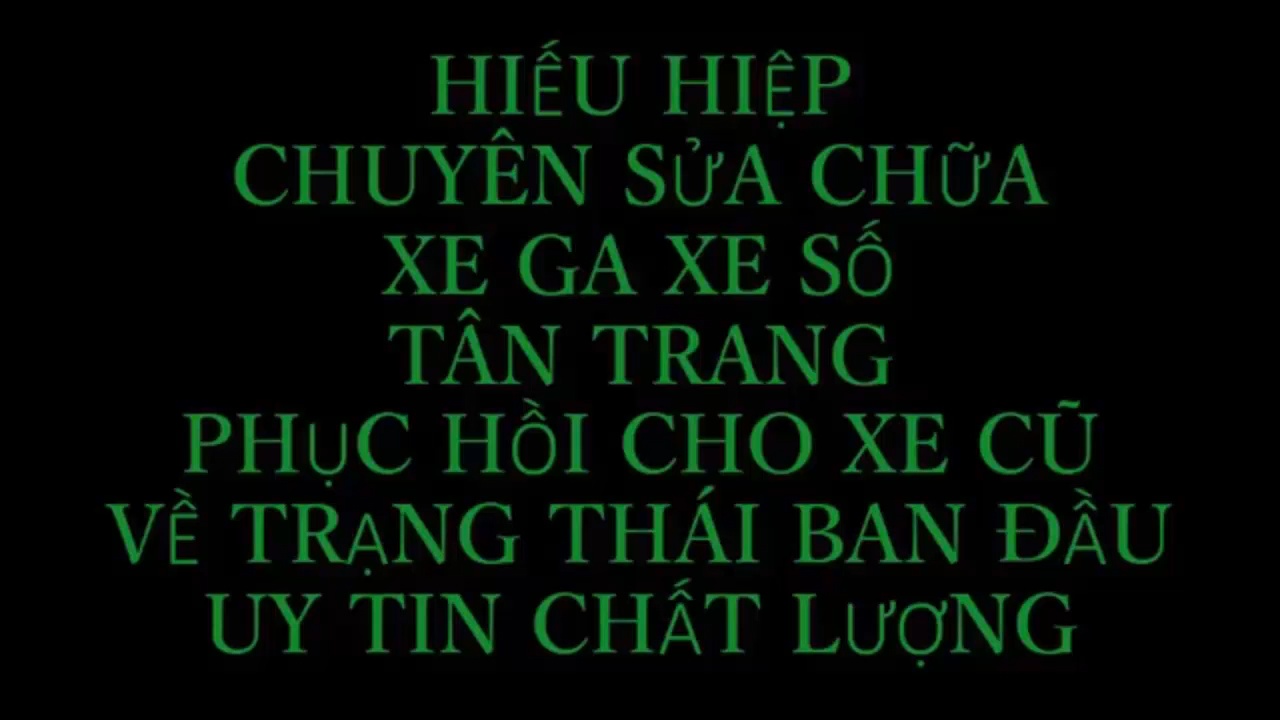 HIẾU HIỆP
CHUYÊN SỬA CHỮA
XE GA XE SỐ
TÂN TRANG
PHỤC HỒI CHO XE CŨ
VỀ TRẠNG THÁI BAN ĐẦU
UY TIN CHẤT LƯỢNG